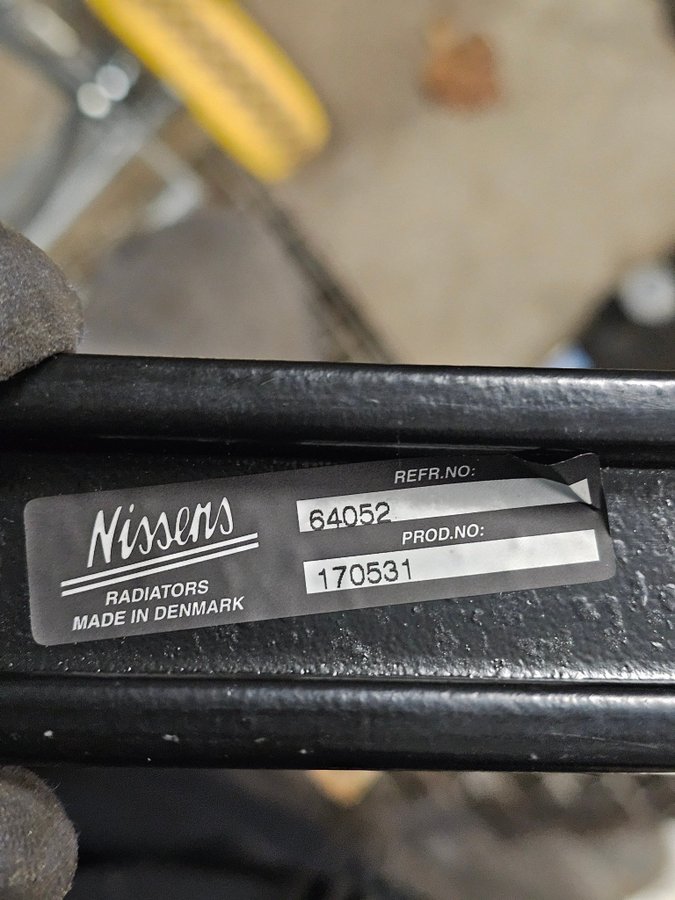 Nissens
RADIATORS
MADE IN DENMARK
REFR.NO:
64052
PROD.NO:
170531